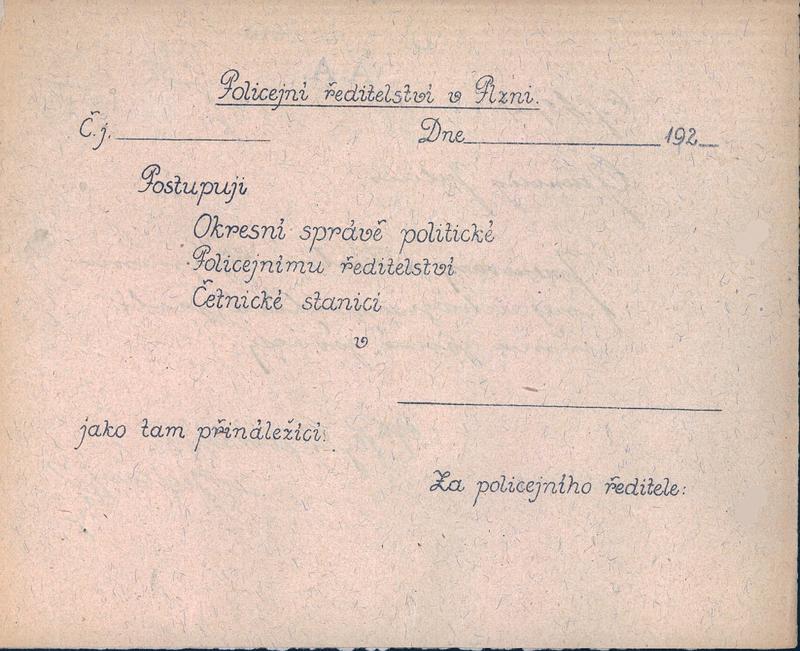 Policejní ředitelství v Plzni.
Č.j. Dne 192
Postupuji
Okresní správě politické
Policejnímu ředitelství
Četnické stanici
v
jako tam přináležící.
Za policejního ředitele: